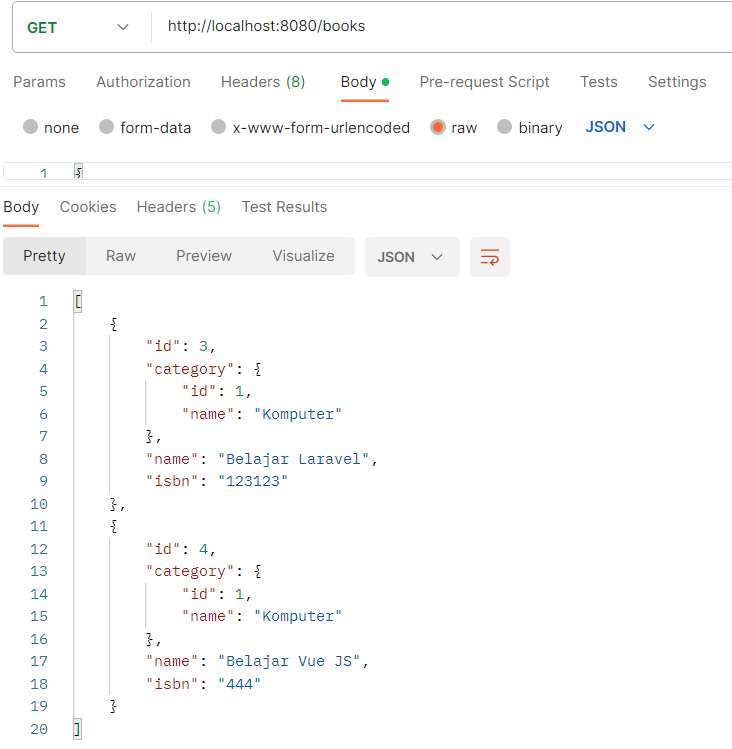 GET http://localhost:8080/books
Params Authorization Headers (8) Body Pre-request Script Tests Settings
none form-data x-www-form-urlencoded raw binary JSON
1 {
Body Cookies Headers (5) Test Results
Pretty Raw Preview Visualize JSON
1 [
2 {
3 "id": 3,
4 "category": {
5 "id": 1,
6 "name": "Komputer"
7 },
8 "name": "Belajar Laravel",
9 "isbn": "123123"
10 },
11 {
12 "id": 4,
13 "category": {
14 "id": 1,
15 "name": "Komputer"
16 },
17 "name": "Belajar Vue JS",
18 "isbn": "444"
19 }
20 ]